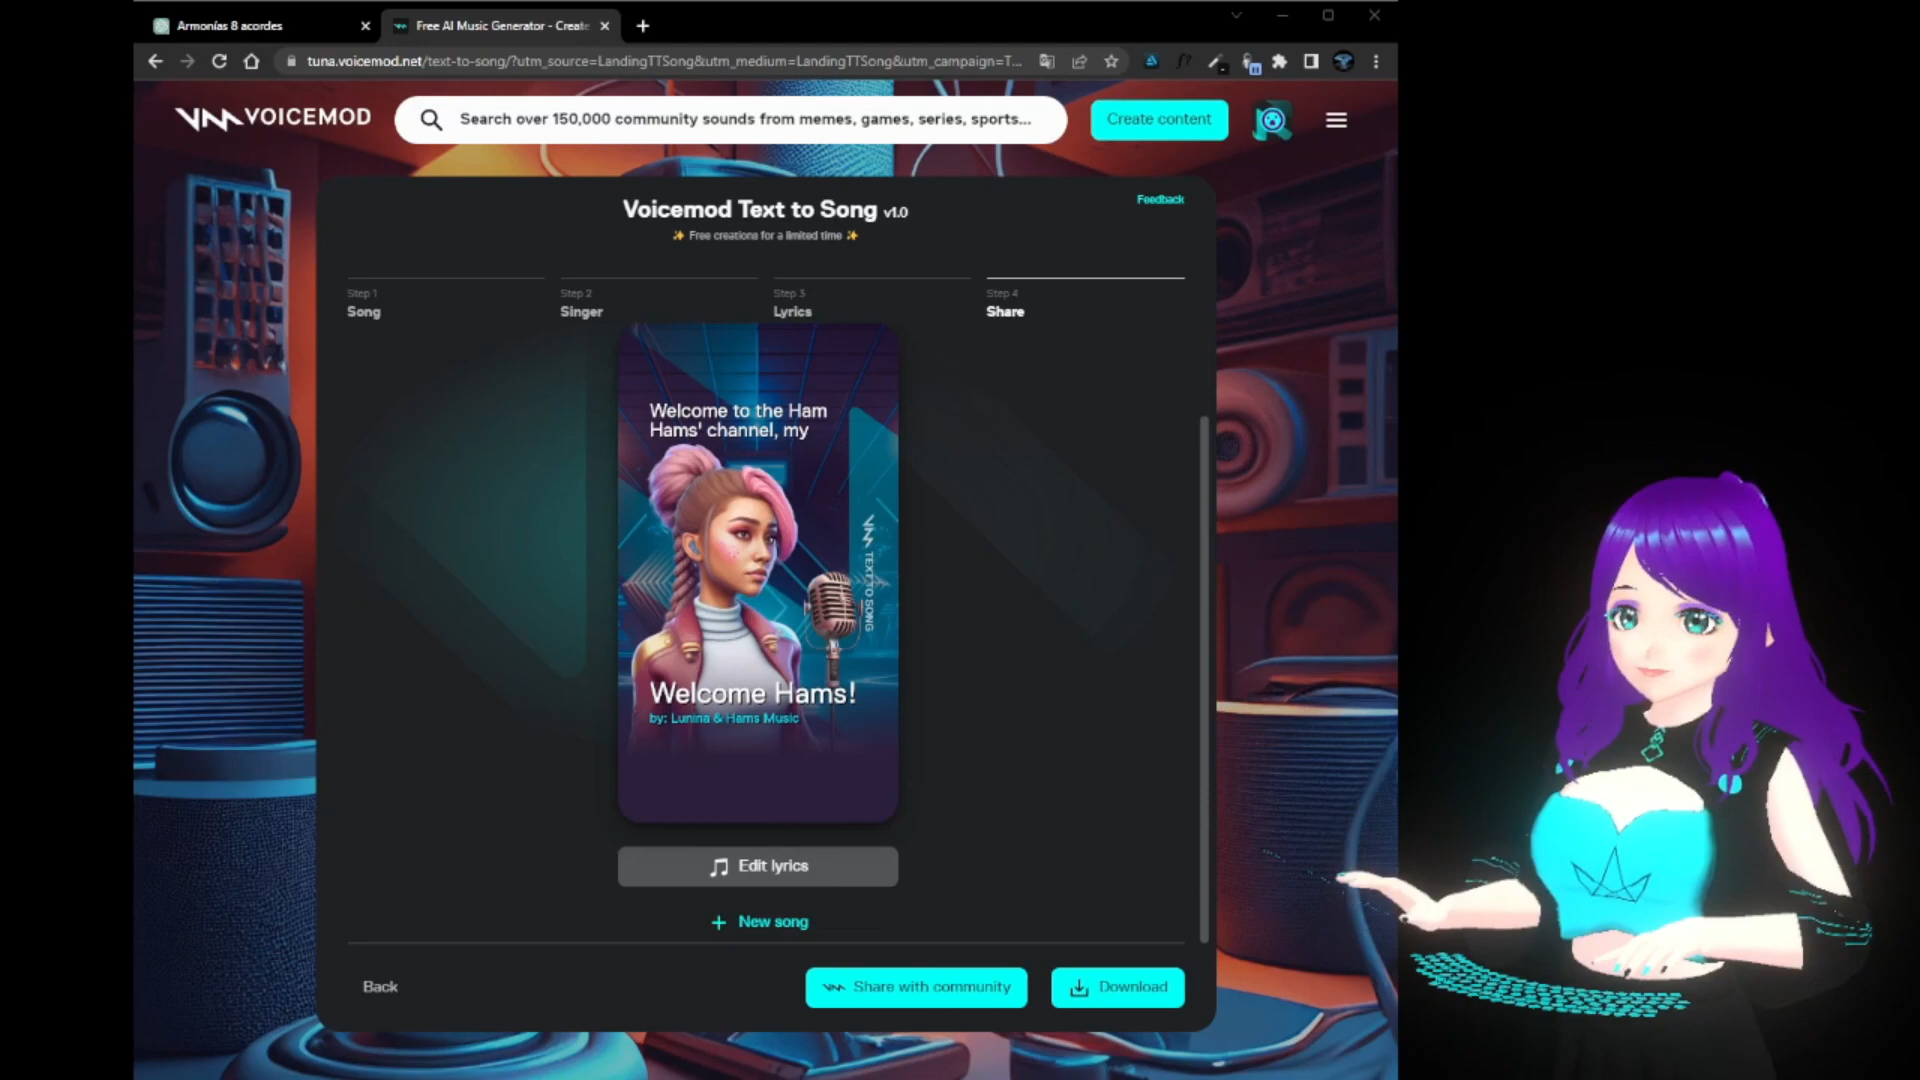 Armonías 8 acordes
Free AI Music Generator - Create
tuna.voicemod.net/text-to-song/?utm_source=LandingTTSong&utm_medium=LandingTTSong&utm_campaign=T...
VOICEMOD
Search over 150,000 community sounds from memes, games, series, sports...
Create content
Feedback
Voicemod Text to Song v1.0
✨ Free creations for a limited time ✨
Step 1
Song
Step 2
Singer
Step 3
Lyrics
Step 4
Share
Welcome to the Ham
Hams' channel, my
TEXT TO SONG
Welcome Hams!
by: Lunina & Hams Music
Edit lyrics
+ New song
Back
Share with community
Download